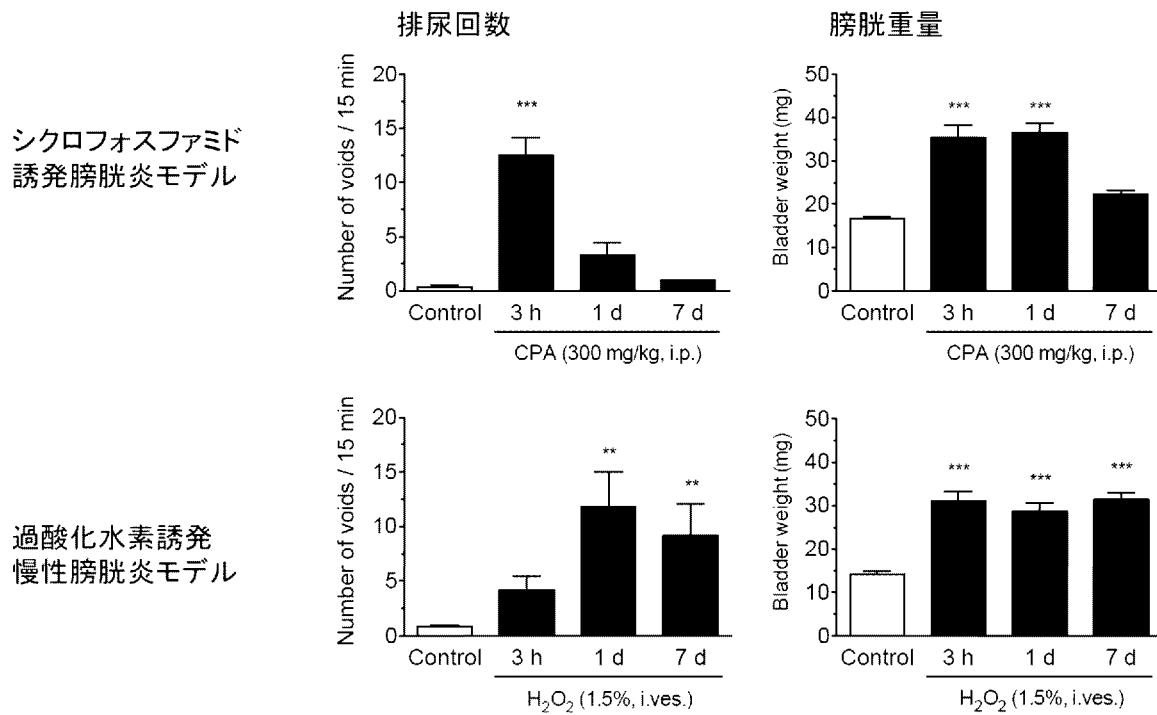 排尿回数
膀胱重量
シクロフォスファミド
誘発膀胱炎モデル
Number of voids / 15 min
20
15
10
5
0
***
Control
3 h
1 d
7 d
CPA (300 mg/kg, i.p.)
Bladder weight (mg)
50
40
30
20
10
0
***
***
Control
3 h
1 d
7 d
CPA (300 mg/kg, i.p.)
過酸化水素誘発
慢性膀胱炎モデル
Number of voids / 15 min
20
15
10
5
0
**
**
Control
3 h
1 d
7 d
H₂O₂ (1.5%, i.ves.)
Bladder weight (mg)
50
40
30
20
10
0
***
***
***
Control
3 h
1 d
7 d
H₂O₂ (1.5%, i.ves.)